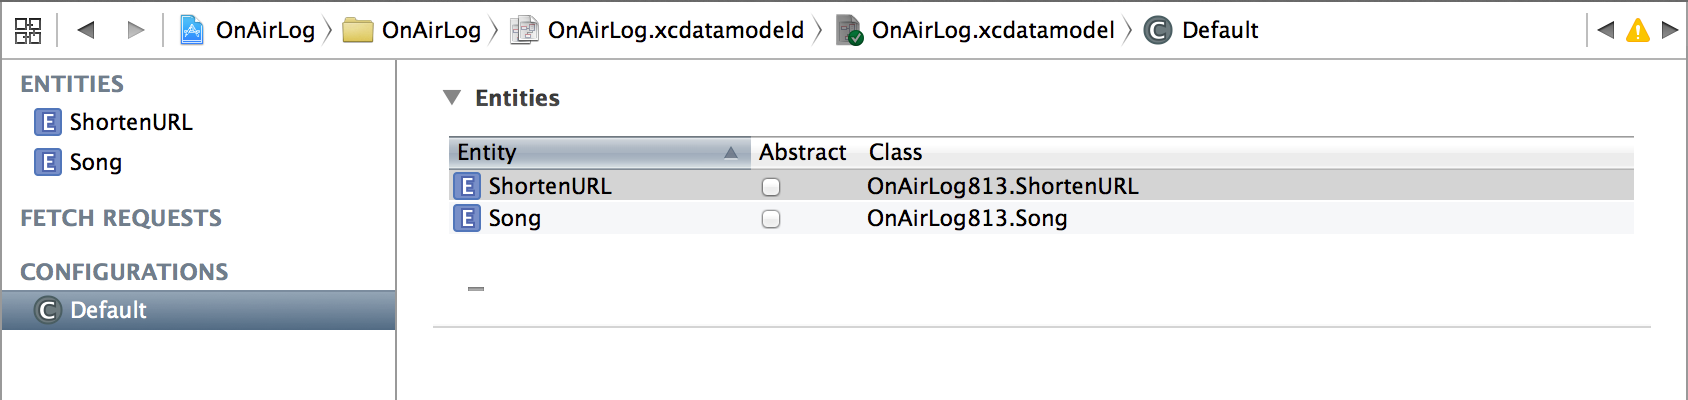 OnAirLog OnAirLog OnAirLog.xcdatamodeld OnAirLog.xcdatamodel C Default
ENTITIES
E ShortenURL
E Song
FETCH REQUESTS
CONFIGURATIONS
C Default
Entities
Entity Abstract Class
E ShortenURL OnAirLog813.ShortenURL
E Song OnAirLog813.Song